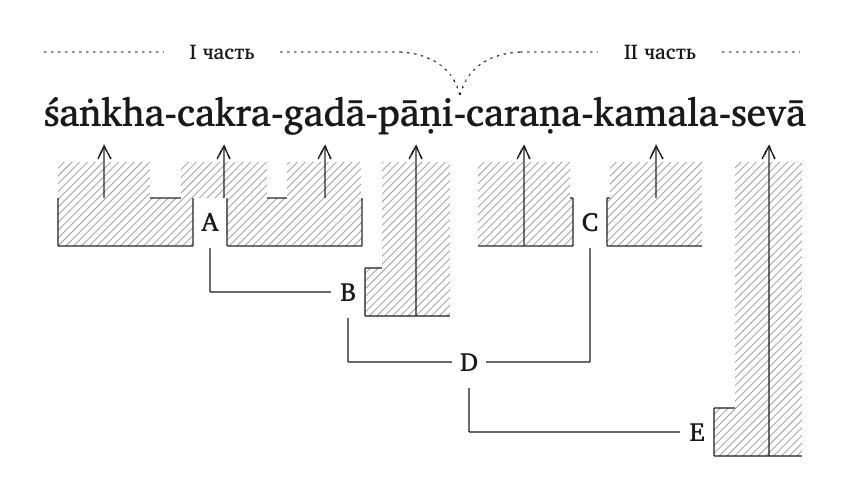 I часть II часть
śaṅkha-cakra-gadā-pāṇi-caraṇa-kamala-sevā
A C
B
D
E